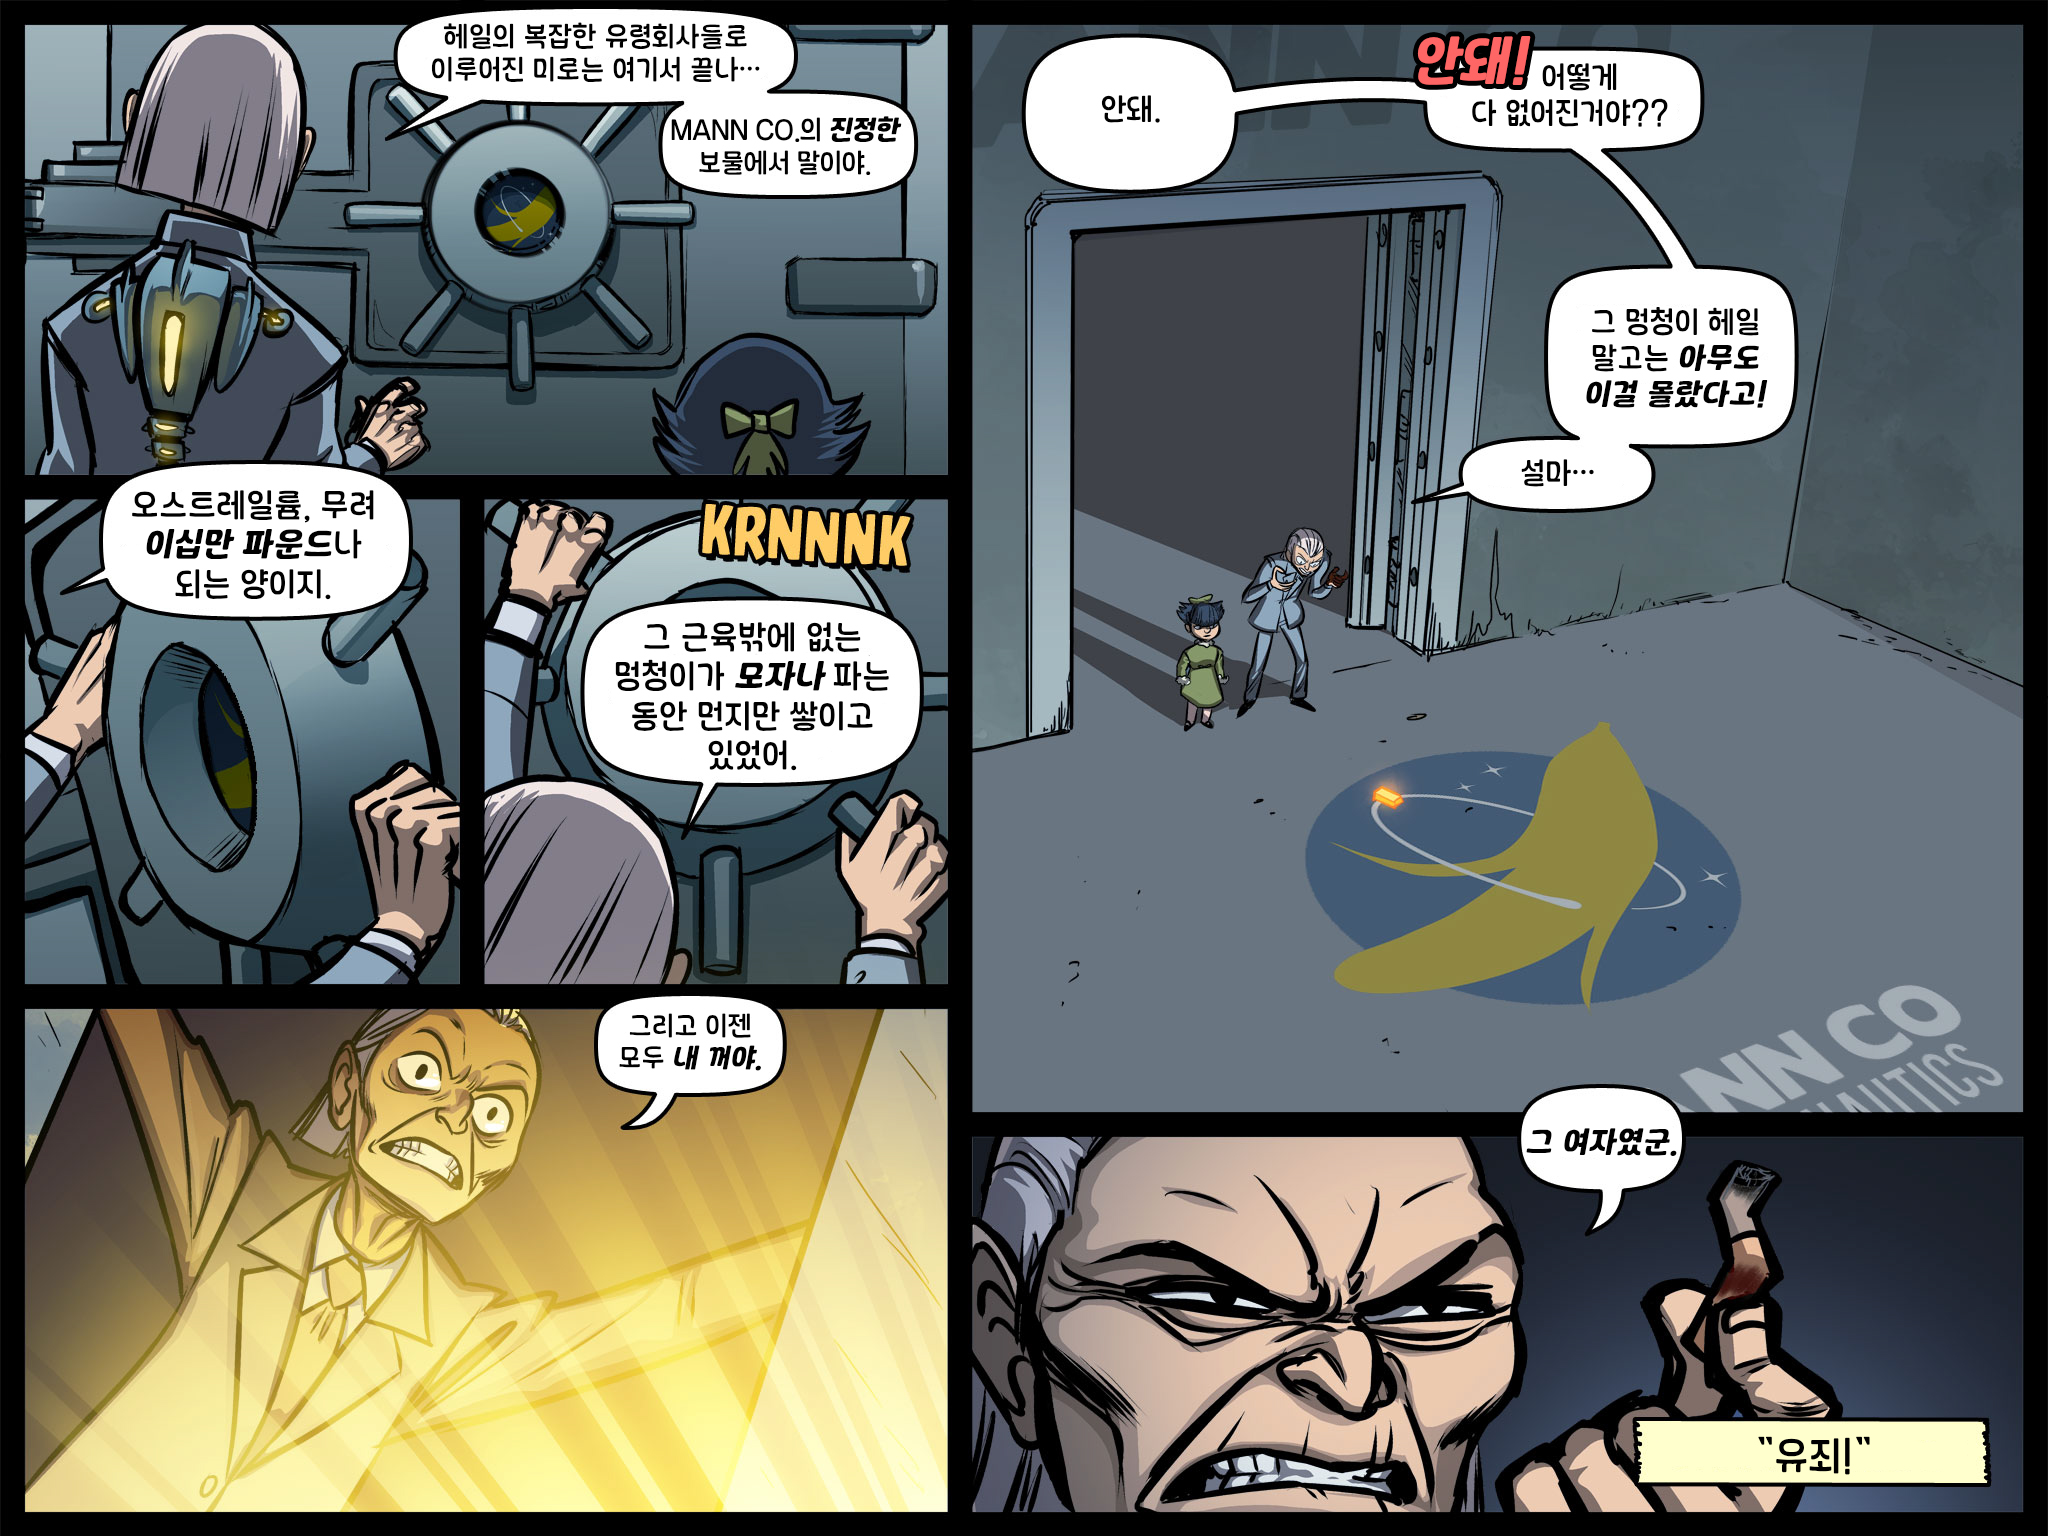 헤일의 복잡한 유령회사들로
이루어진 미로는 여기서 끝나…
MANN CO.의 진정한
보물에서 말이야.
오스트레일륨, 무려
이십만 파운드나
되는 양이지.
KRNNNK
그 근육밖에 없는
멍청이가 모자나 파는
동안 먼지만 쌓이고
있었어.
그리고 이젠
모두 내 꺼야.
안돼.
안돼! 어떻게
다 없어진거야??
그 멍청이 헤일
말고는 아무도
이걸 몰랐다고!
설마…
ANN CO
NAUTICS
그 여자였군.
"유죄!"